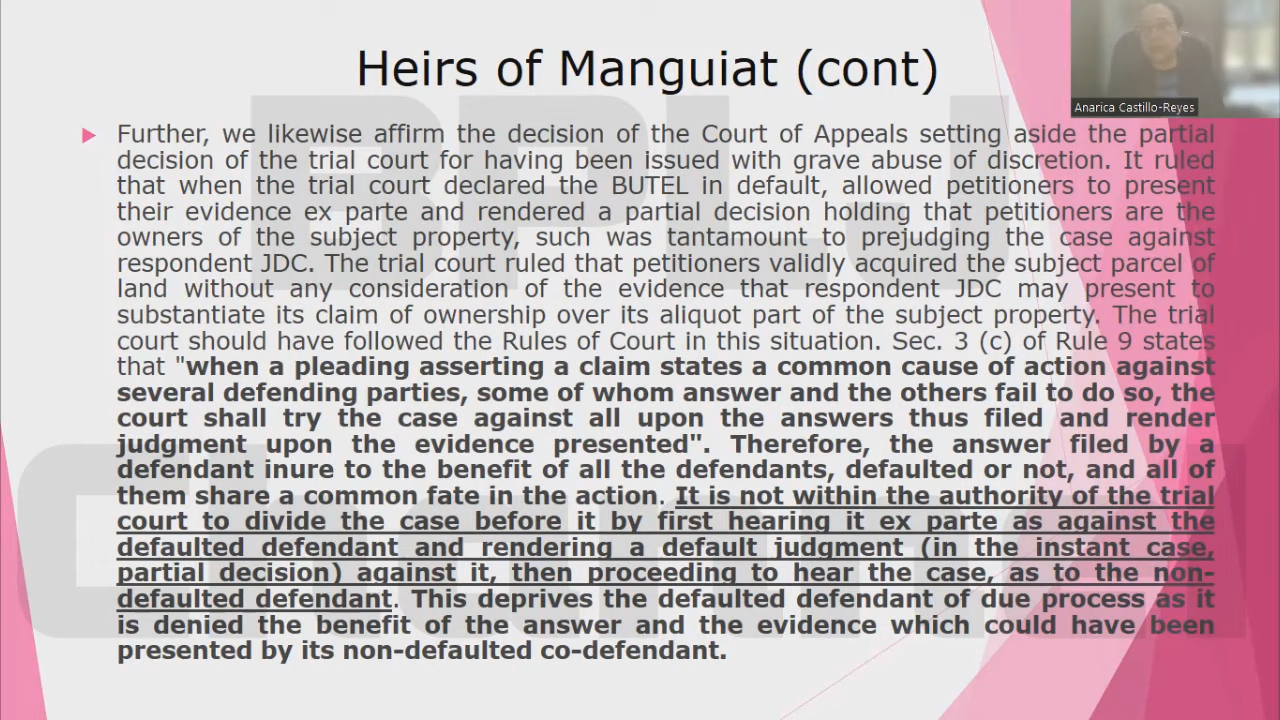 Heirs of Manguiat (cont)
Anarica Castillo-Reyes
Further, we likewise affirm the decision of the Court of Appeals setting aside the partial
decision of the trial court for having been issued with grave abuse of discretion. It ruled
that when the trial court declared the BUTEL in default, allowed petitioners to present
their evidence ex parte and rendered a partial decision holding that petitioners are the
owners of the subject property, such was tantamount to prejudging the case against
respondent JDC. The trial court ruled that petitioners validly acquired the subject parcel of
land without any consideration of the evidence that respondent JDC may present to
substantiate its claim of ownership over its aliquot part of the subject property. The trial
court should have followed the Rules of Court in this situation. Sec. 3 (c) of Rule 9 states
that "when a pleading asserting a claim states a common cause of action against
several defending parties, some of whom answer and the others fail to do so, the
court shall try the case against all upon the answers thus filed and render
judgment upon the evidence presented". Therefore, the answer filed by a
defendant inure to the benefit of all the defendants, defaulted or not, and all of
them share a common fate in the action. It is not within the authority of the trial
court to divide the case before it by first hearing it ex parte as against the
defaulted defendant and rendering a default judgment (in the instant case,
partial decision) against it, then proceeding to hear the case, as to the non-
defaulted defendant. This deprives the defaulted defendant of due process as it
is denied the benefit of the answer and the evidence which could have been
presented by its non-defaulted co-defendant.
BPLJ
Channel